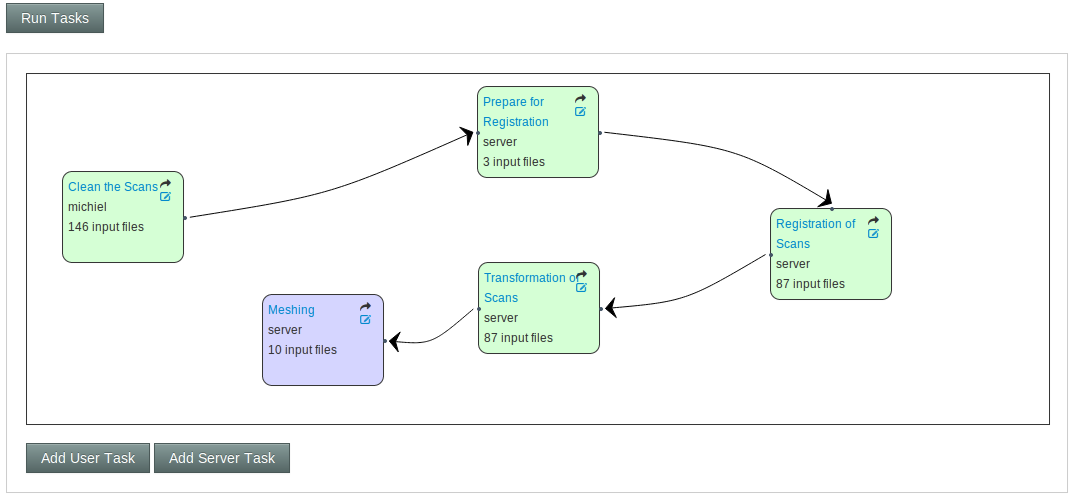 Run Tasks
Prepare for
Registration
server
3 input files
Clean the Scans
michiel
146 input files
Registration of
Scans
server
87 input files
Transformation of
Scans
server
87 input files
Meshing
server
10 input files
Add User Task
Add Server Task